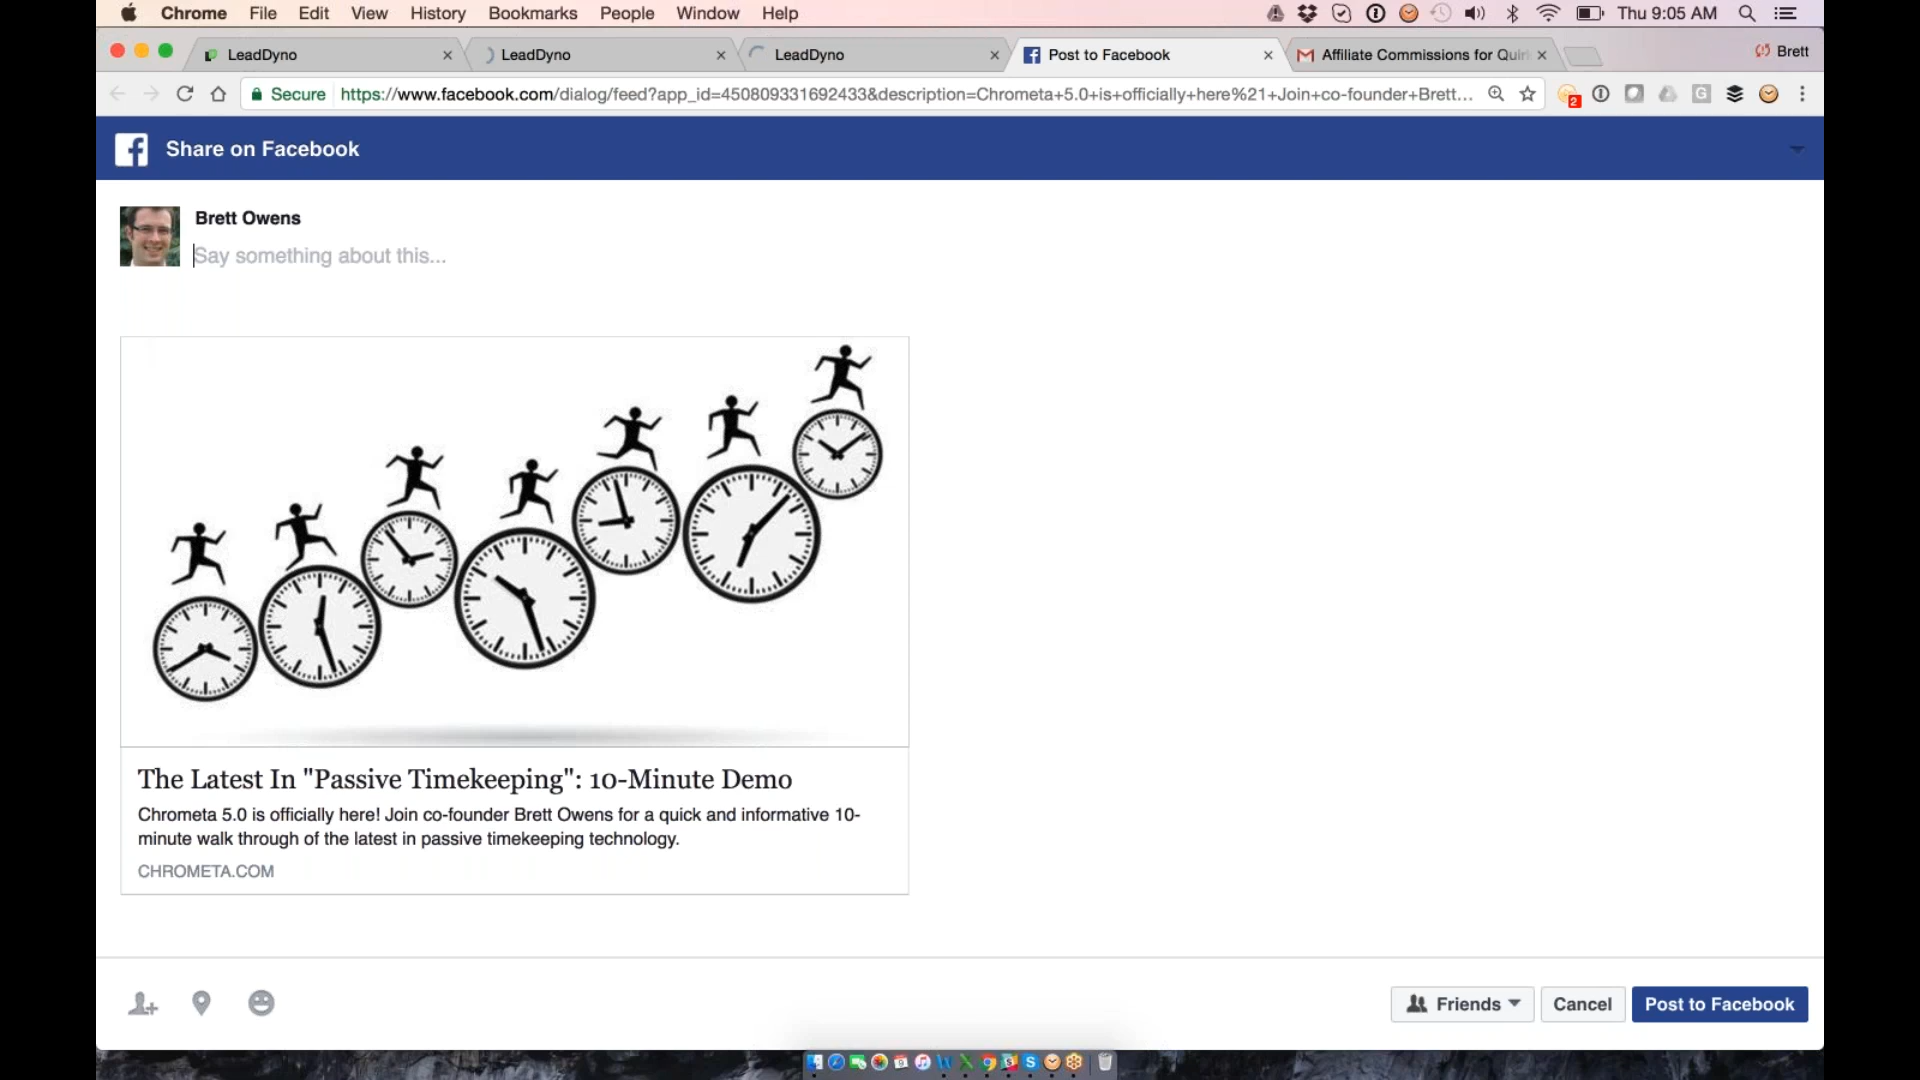 Chrome File Edit View History Bookmarks People Window Help Thu 9:05 AM
LeadDyno LeadDyno LeadDyno Post to Facebook Affiliate Commissions for Quir Brett
Secure https://www.facebook.com/dialog/feed?app_id=450809331692433&description=Chrometa+5.0+is+officially+here%21+Join+co-founder+Brett... 2
Share on Facebook
Brett Owens
Say something about this...
The Latest In "Passive Timekeeping": 10-Minute Demo
Chrometa 5.0 is officially here! Join co-founder Brett Owens for a quick and informative 10-
minute walk through of the latest in passive timekeeping technology.
CHROMETA.COM
Friends Cancel Post to Facebook